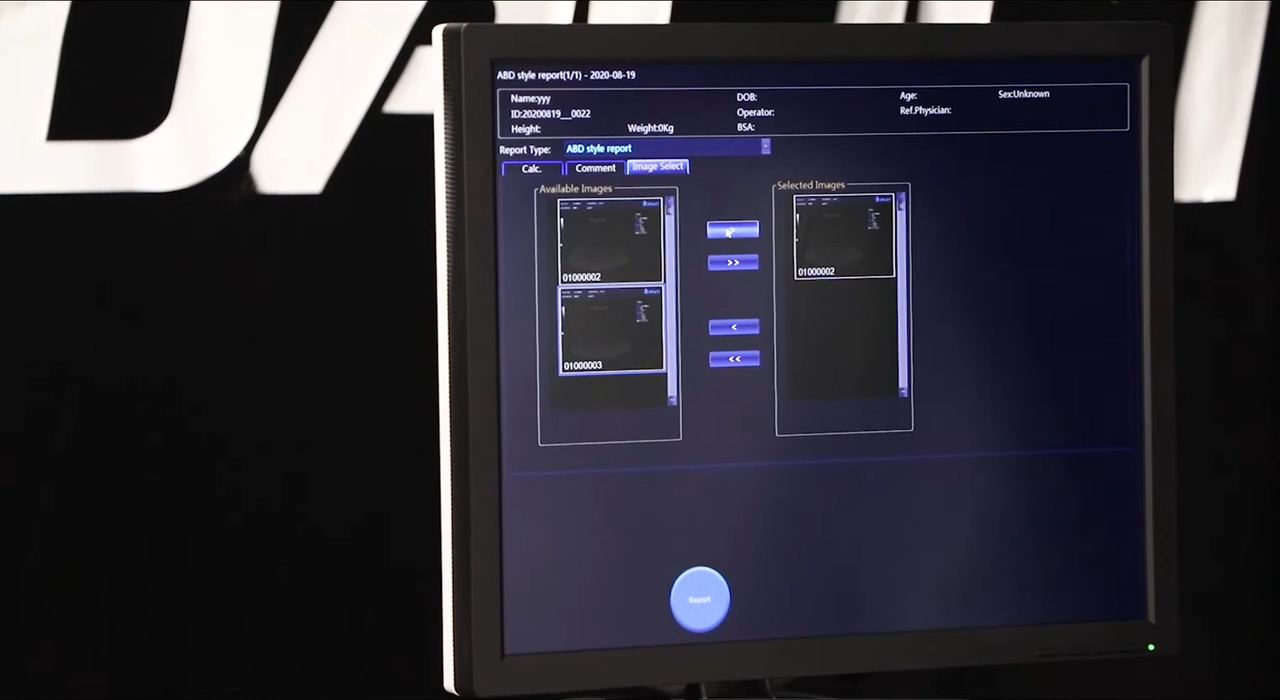 ABD style report(1/1) - 2020-08-19
Name:yyy DOB: Age: Sex:Unknown
ID:20200819__0022 Operator: Ref.Physician:
Height: Weight:0Kg BSA:
Report Type: ABD style report
Calc. Comment Image Select
Available Images Selected Images
>
>>
<
<<
01000002 01000002
01000003
Report